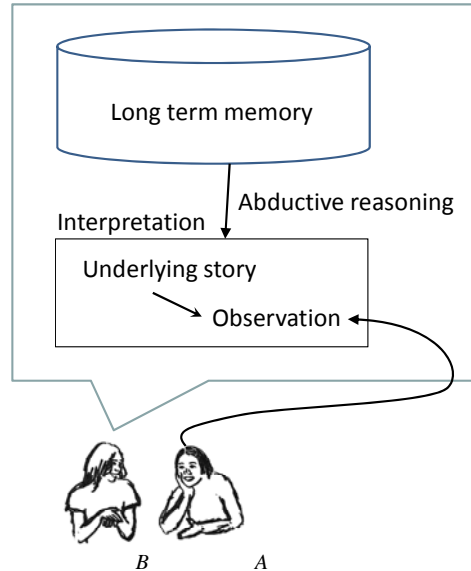 Long term memory
Abductive reasoning
Interpretation
Underlying story
Observation
B
A